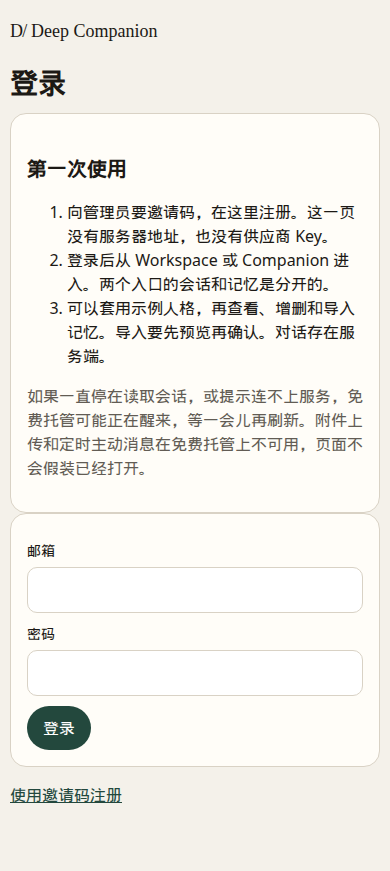 D/ Deep Companion
登录
第一次使用
1. 向管理员要邀请码，在这里注册。这一页
没有服务器地址，也没有供应商 Key。
2. 登录后从 Workspace 或 Companion 进
入。两个入口的会话和记忆是分开的。
3. 可以套用示例人格，再查看、增删和导入
记忆。导入要先预览再确认。对话存在服
务端。
如果一直停在读取会话，或提示连不上服务，免
费托管可能正在醒来，等一会儿再刷新。附件上
传和定时主动消息在免费托管上不可用，页面不
会假装已经打开。
邮箱
密码
登录
使用邀请码注册